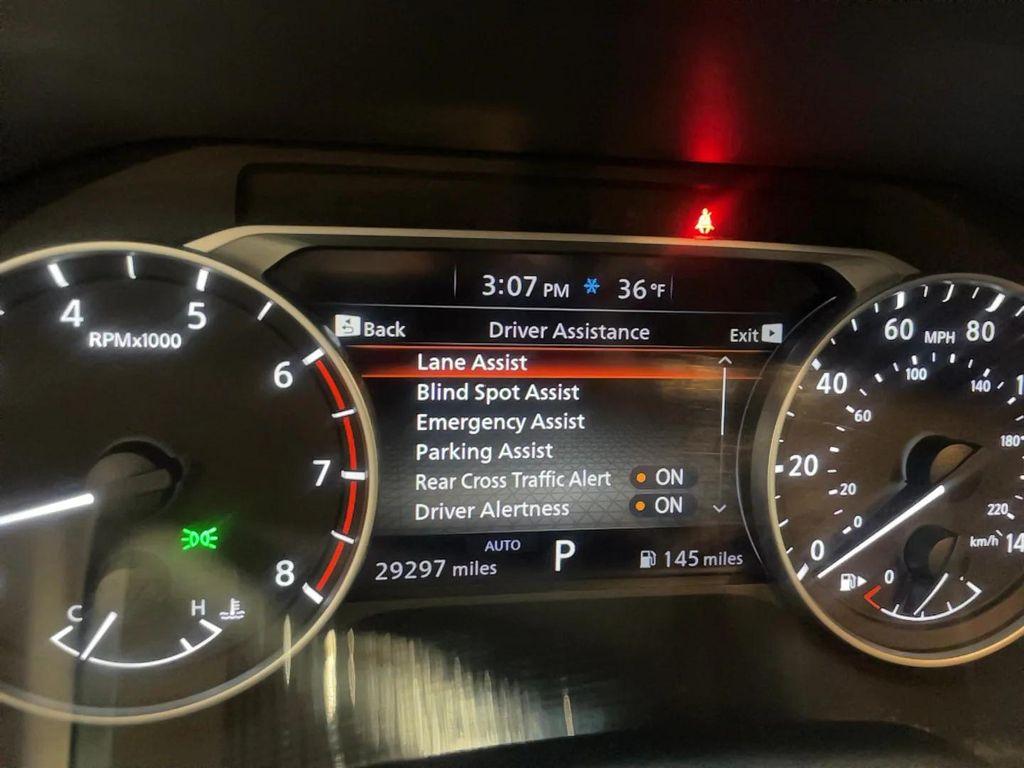 3:07 PM 36°F
Back Driver Assistance Exit
Lane Assist
Blind Spot Assist
Emergency Assist
Parking Assist
Rear Cross Traffic Alert ON
Driver Alertness ON
AUTO
29297 miles P 145 miles
4 5 6 7 8
RPMx1000
C H
0 20 40 60 80
MPH
0 20 60 100 140 180 220
km/h
0